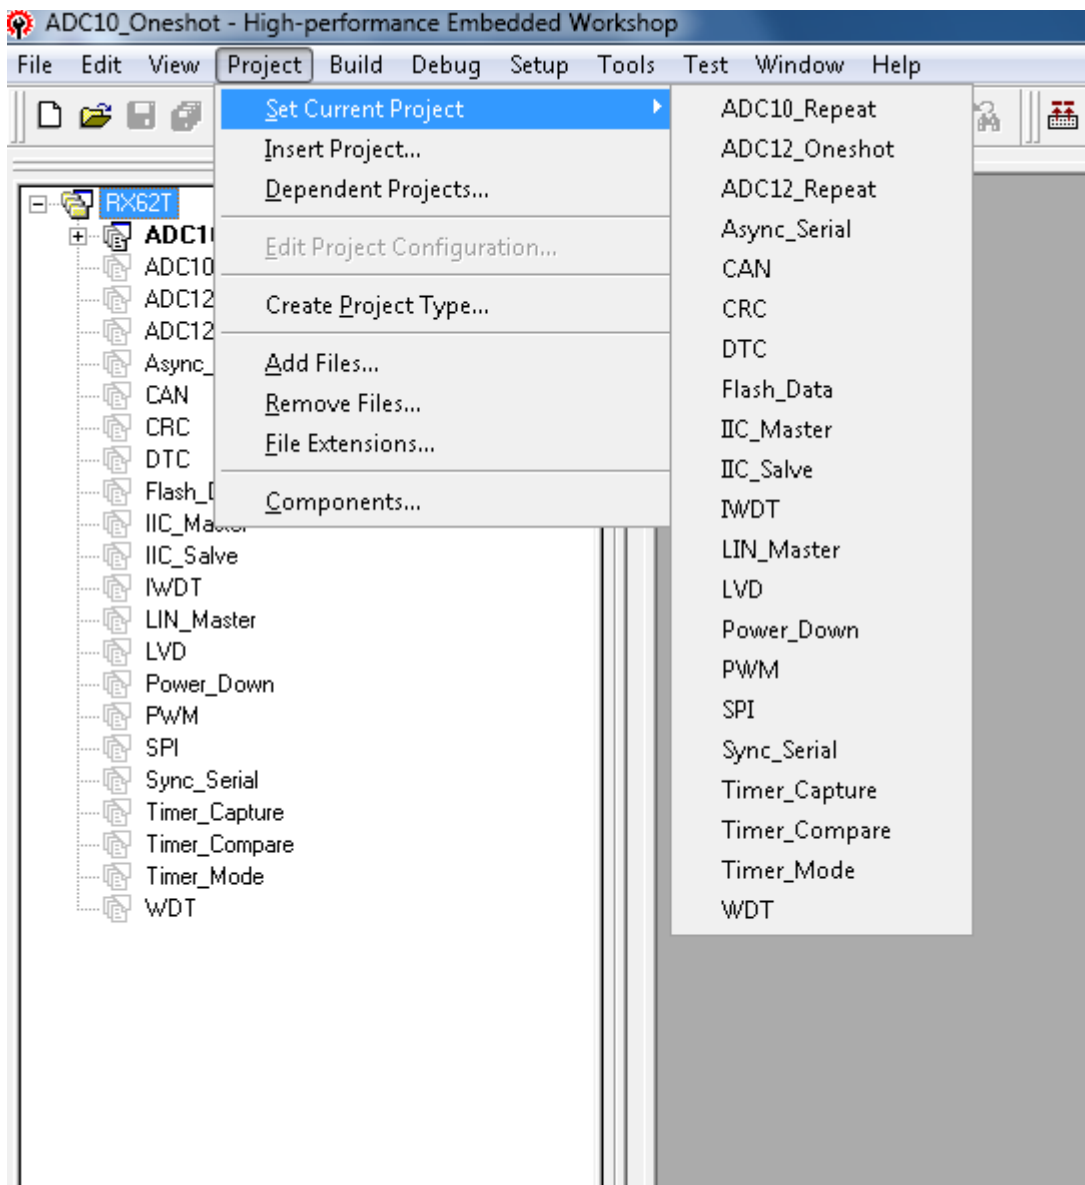 ADC10_Oneshot - High-performance Embedded Workshop
File Edit View Project Build Debug Setup Tools Test Window Help
Set Current Project
Insert Project...
Dependent Projects...
Edit Project Configuration...
Create Project Type...
Add Files...
Remove Files...
File Extensions...
Components...
ADC10_Repeat
ADC12_Oneshot
ADC12_Repeat
Async_Serial
CAN
CRC
DTC
Flash_Data
IIC_Master
IIC_Salve
IWDT
LIN_Master
LVD
Power_Down
PWM
SPI
Sync_Serial
Timer_Capture
Timer_Compare
Timer_Mode
WDT
RX62T
ADC10
ADC10
ADC12
ADC12
Async_
CAN
CRC
DTC
Flash_D
IIC_Master
IIC_Salve
IWDT
LIN_Master
LVD
Power_Down
PWM
SPI
Sync_Serial
Timer_Capture
Timer_Compare
Timer_Mode
WDT